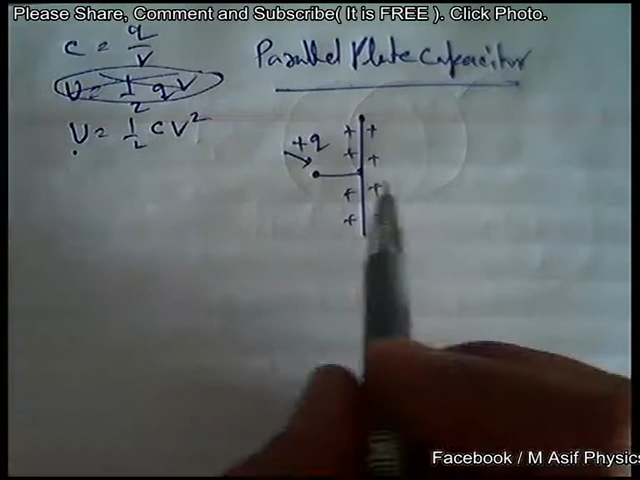 Please Share, Comment and Subscribe( It is FREE ). Click Photo.
c = q/v
Parallel Plate Capacitor
U = 1/2 qV
U = 1/2 CV²
+q
+ +
+ +
+ +
+
Facebook / M Asif Physics